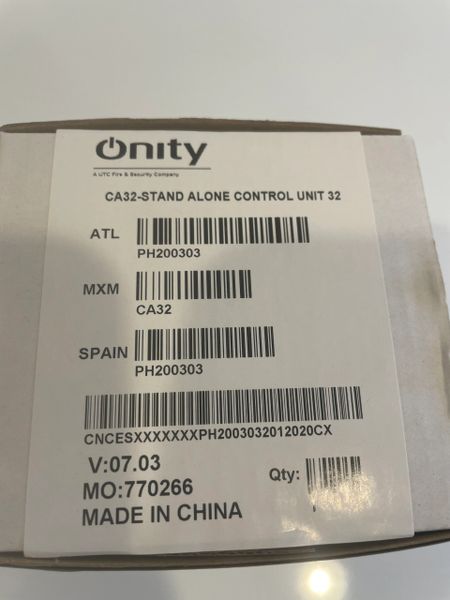 Onity
A UTC Fire & Security Company
CA32-STAND ALONE CONTROL UNIT 32
ATL
PH200303
MXM
CA32
SPAIN
PH200303
CNCESXXXXXXXPH2003032012020CX
V:07.03
Qty:
MO:770266
MADE IN CHINA